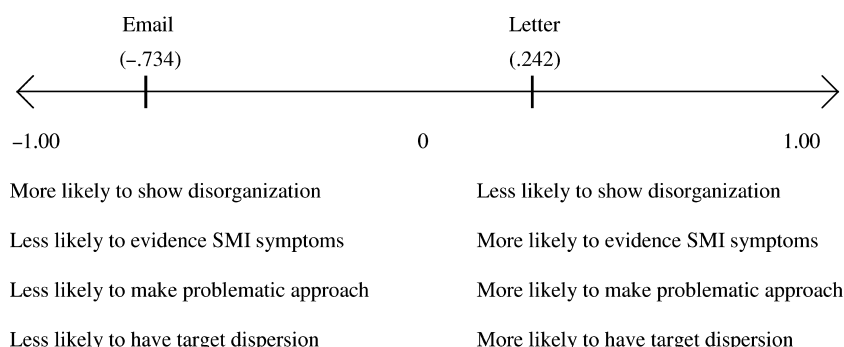 Email Letter
(–.734) (.242)
–1.00 0 1.00
More likely to show disorganization Less likely to show disorganization
Less likely to evidence SMI symptoms More likely to evidence SMI symptoms
Less likely to make problematic approach More likely to make problematic approach
Less likely to have target dispersion More likely to have target dispersion